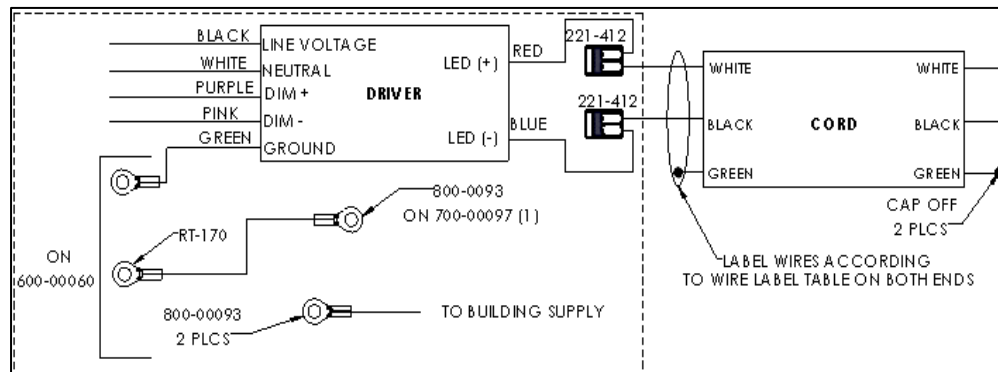 BLACK
WHITE
PURPLE
PINK
GREEN
LINE VOLTAGE
NEUTRAL
DIM +
DIM -
GROUND
DRIVER
LED (+)
LED (-)
RED
BLUE
221-412
221-412
WHITE
BLACK
GREEN
CORD
WHITE
BLACK
GREEN
CAP OFF
2 PLCS
LABEL WIRES ACCORDING
TO WIRE LABEL TABLE ON BOTH ENDS
ON
600-00060
RT-170
800-0093
ON 700-00097 (1)
800-00093
2 PLCS
TO BUILDING SUPPLY